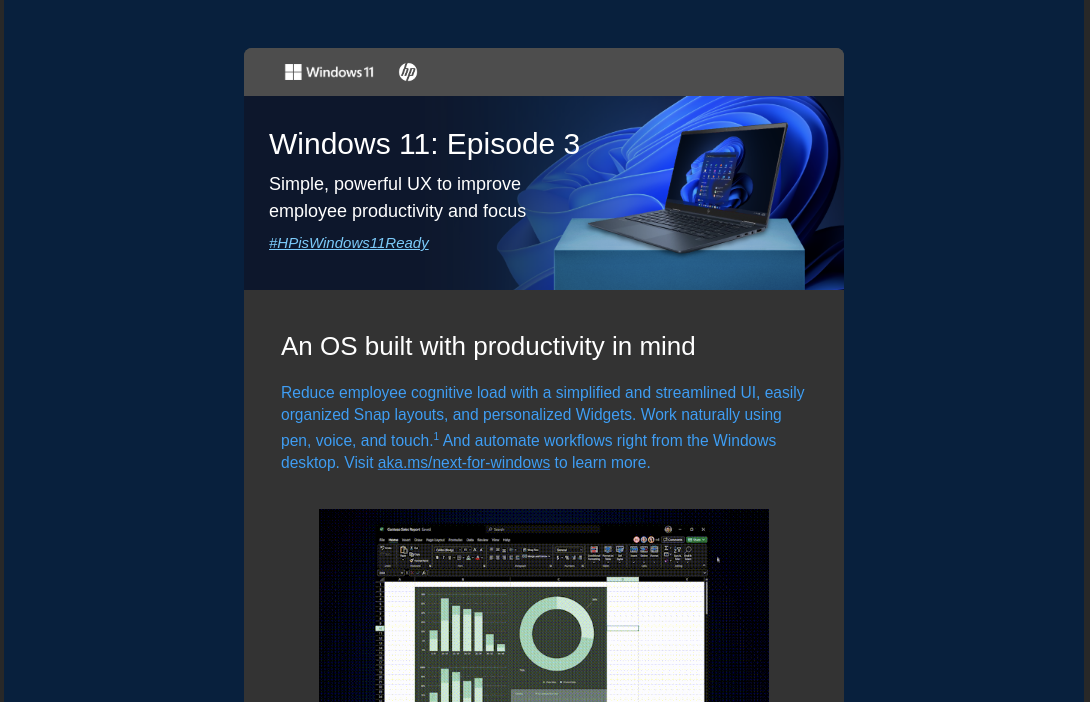 Windows 11 hp
Windows 11: Episode 3
Simple, powerful UX to improve
employee productivity and focus
#HPisWindows11Ready
An OS built with productivity in mind
Reduce employee cognitive load with a simplified and streamlined UI, easily
organized Snap layouts, and personalized Widgets. Work naturally using
pen, voice, and touch.1 And automate workflows right from the Windows
desktop. Visit aka.ms/next-for-windows to learn more.